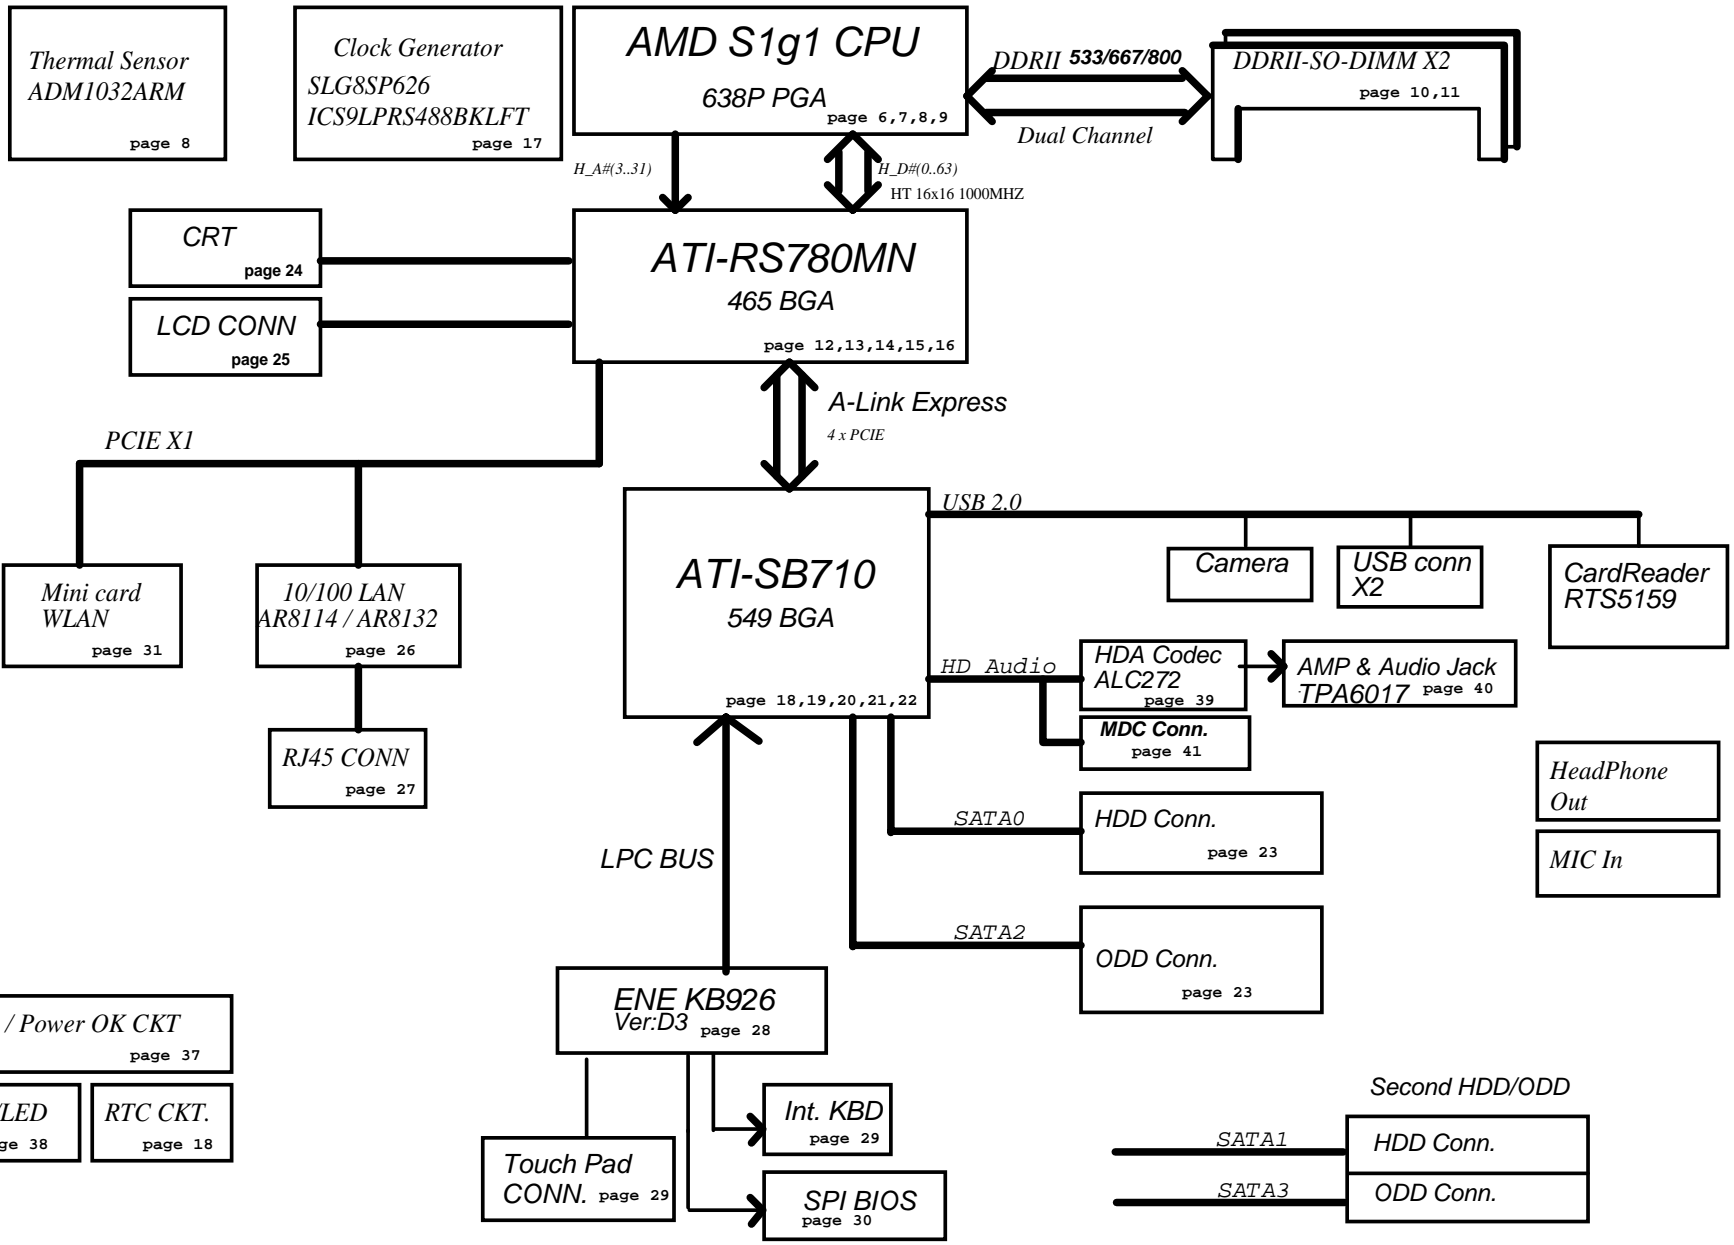 Thermal Sensor
ADM1032ARM
page 8
Clock Generator
SLG8SP626
ICS9LPRS488BKLFT
page 17
AMD S1g1 CPU
638P PGA
page 6,7,8,9
DDRII 533/667/800
Dual Channel
DDRII-SO-DIMM X2
page 10,11
H_A#(3..31)
H_D#(0..63)
HT 16x16 1000MHZ
CRT
page 24
LCD CONN
page 25
ATI-RS780MN
465 BGA
page 12,13,14,15,16
A-Link Express
4 x PCIE
PCIE X1
Mini card
WLAN
page 31
10/100 LAN
AR8114 / AR8132
page 26
RJ45 CONN
page 27
ATI-SB710
549 BGA
page 18,19,20,21,22
USB 2.0
Camera
USB conn
X2
CardReader
RTS5159
HD Audio
HDA Codec
ALC272
page 39
AMP & Audio Jack
TPA6017 page 40
MDC Conn.
page 41
HeadPhone
Out
MIC In
SATA0
HDD Conn.
page 23
SATA2
ODD Conn.
page 23
LPC BUS
ENE KB926
Ver:D3 page 28
/ Power OK CKT
page 37
/LED
ge 38
RTC CKT.
page 18
Touch Pad
CONN. page 29
Int. KBD
page 29
SPI BIOS
page 30
Second HDD/ODD
SATA1
HDD Conn.
SATA3
ODD Conn.